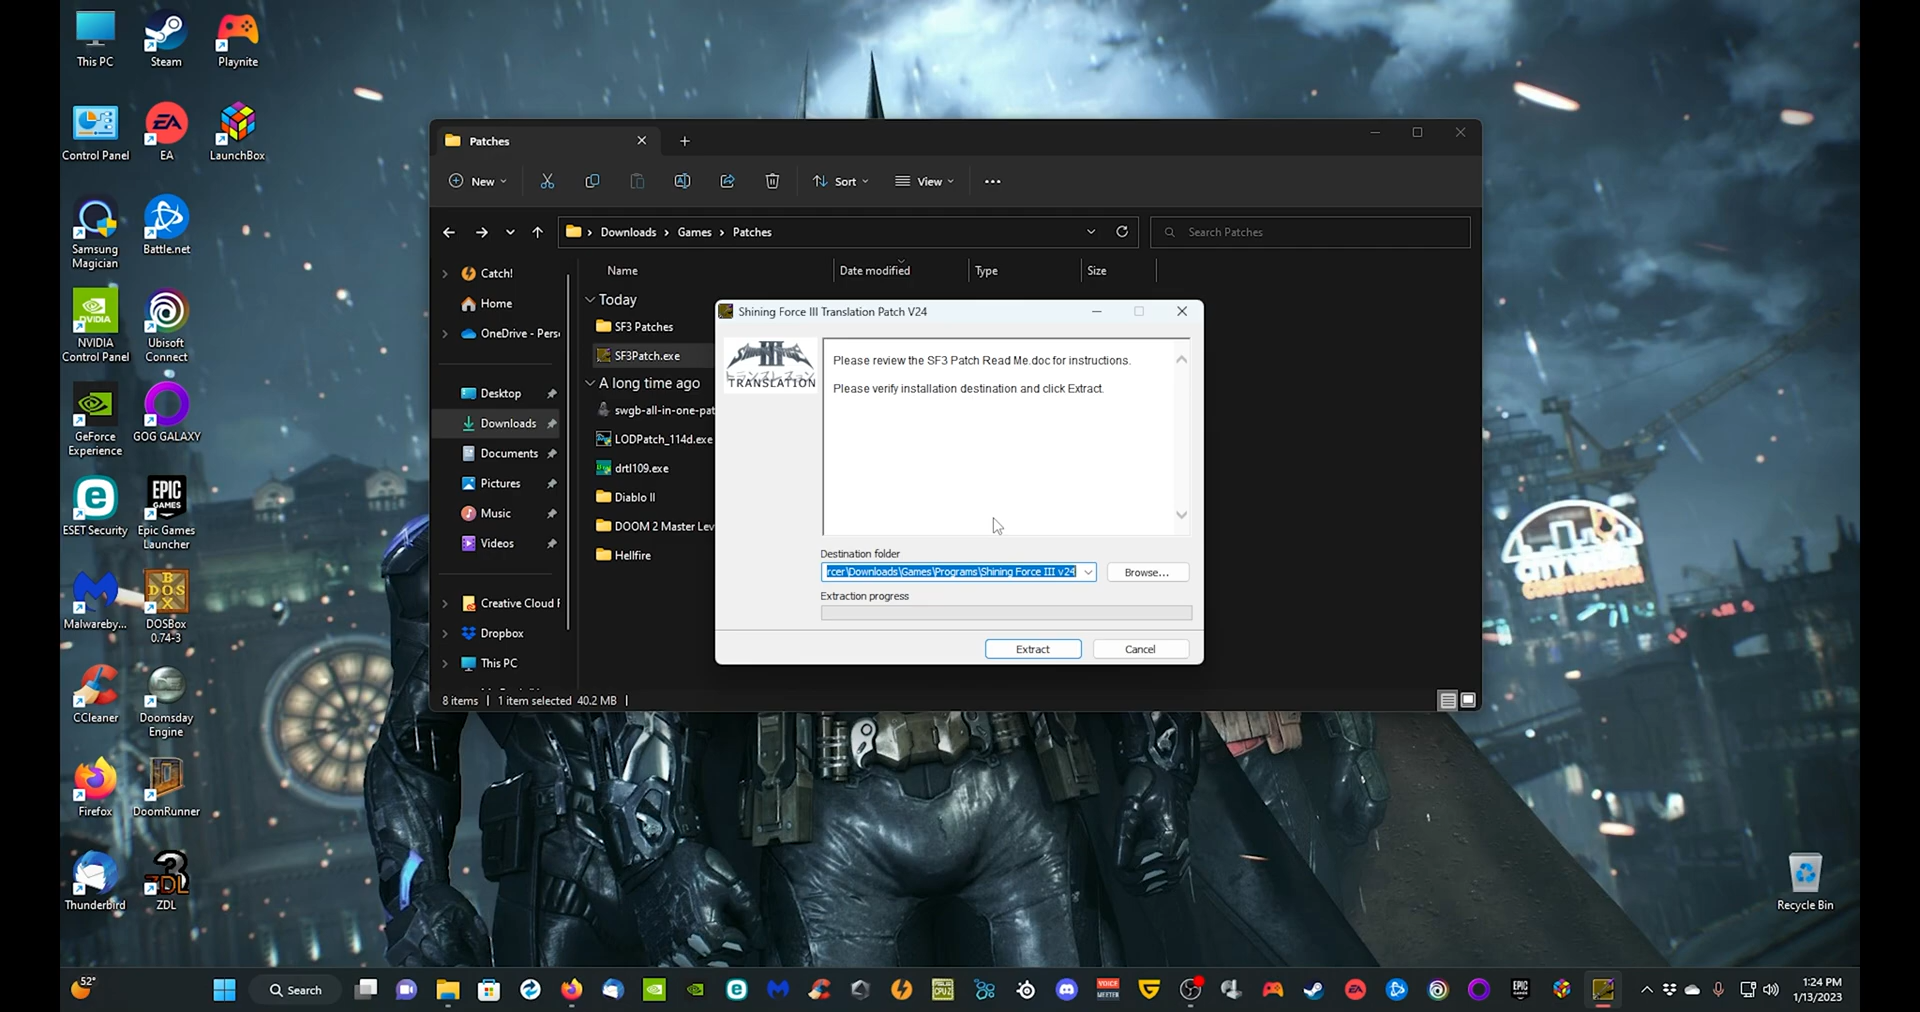 This PC
Steam
Playnite
Control Panel
EA
LaunchBox
Samsung
Magician
Battle.net
NVIDIA
Control Panel
Ubisoft
Connect
GeForce
Experience
GOG GALAXY
ESET Security
Epic Games
Launcher
Malwareby...
DOSBox
0.74-3
CCleaner
Doomsday
Engine
Firefox
DoomRunner
Thunderbird
ZDL
Patches
New
Sort
View
Downloads > Games > Patches
Search Patches
Name
Date modified
Type
Size
Catch!
Home
OneDrive - Pers
Desktop
Downloads
Documents
Pictures
Music
Videos
Creative Cloud F
Dropbox
This PC
Today
SF3 Patches
SF3Patch.exe
A long time ago
swgb-all-in-one-pat
LODPatch_114d.exe
drtl109.exe
Diablo II
DOOM 2 Master Lev
Hellfire
8 items
1 item selected 40.2 MB
Shining Force III Translation Patch V24
TRANSLATION
Please review the SF3 Patch Read Me.doc for instructions.
Please verify installation destination and click Extract.
Destination folder
rcer\Downloads\Games\Programs\Shining Force III v24
Browse...
Extraction progress
Extract
Cancel
CITY WIDE
CONSTRUCTION
Recycle Bin
52°
Search
1:24 PM
1/13/2023